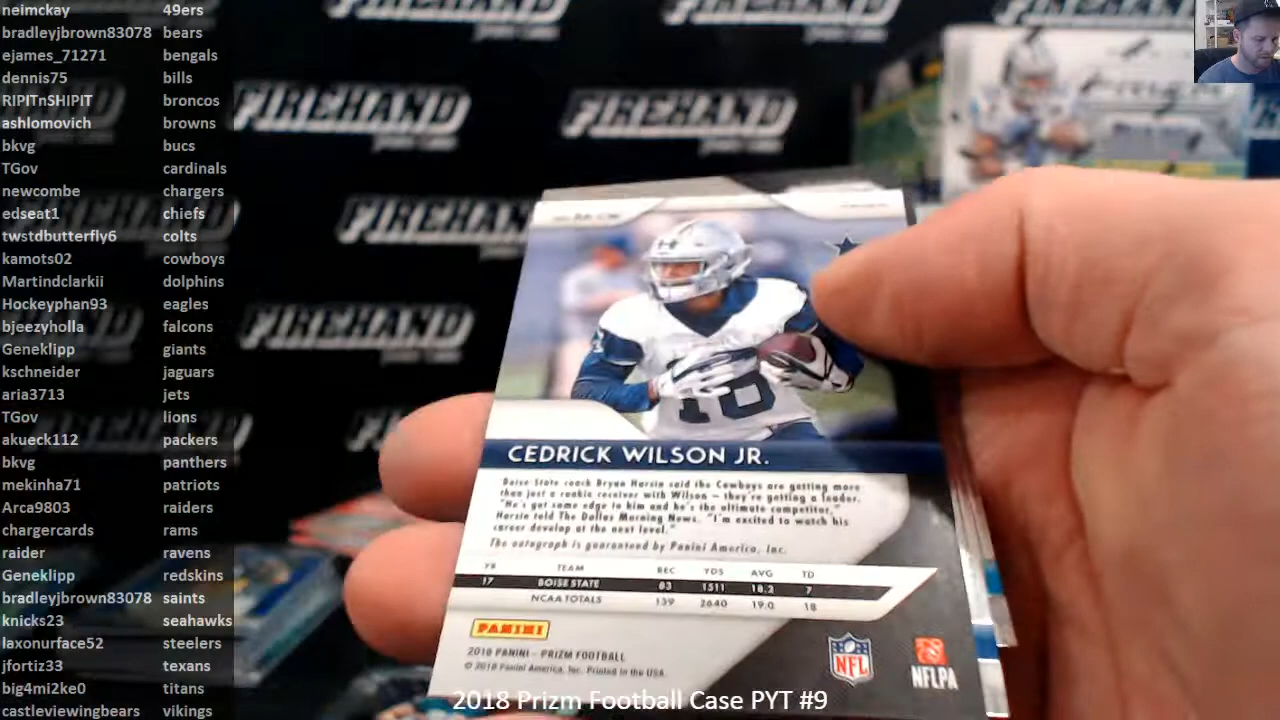 neimckay 49ers
bradleyjbrown83078 bears
ejames_71271 bengals
dennis75 bills
RIPITnSHIPIT broncos
ashlomovich browns
bkvg bucs
TGov cardinals
newcombe chargers
edseat1 chiefs
twstdbutterfly6 colts
kamots02 cowboys
Martindclarkii dolphins
Hockeyphan93 eagles
bjeezyholla falcons
Geneklipp giants
kschneider jaguars
aria3713 jets
TGov lions
akueck112 packers
bkvg panthers
mekinha71 patriots
Arca9803 raiders
chargercards rams
raider ravens
Geneklipp redskins
bradleyjbrown83078 saints
knicks23 seahawks
laxonurface52 steelers
jfortiz33 texans
big4mi2ke0 titans
castleviewingbears vikings
FIREHAND
FIREHAND
FIREHAND
FIREHAND
PRIZM
18
CEDRICK WILSON JR.
Boise State coach Bryan Harsin said the Cowboys are getting more
than just a rookie receiver with Wilson – they're getting a leader.
"He's got some edge to him and he's the ultimate competitor,"
Harsin told The Dallas Morning News. "I'm excited to watch his
career develop at the next level."
The autograph is guaranteed by Panini America, Inc.
YR TEAM REC YDS AVG TD
17 BOISE STATE 83 1511 18.2 7
NCAA TOTALS 139 2640 19.0 18
PANINI
2018 PANINI - PRIZM FOOTBALL
© 2018 Panini America, Inc. Printed in the USA.
NFL
NFLPA
2018 Prizm Football Case PYT #9